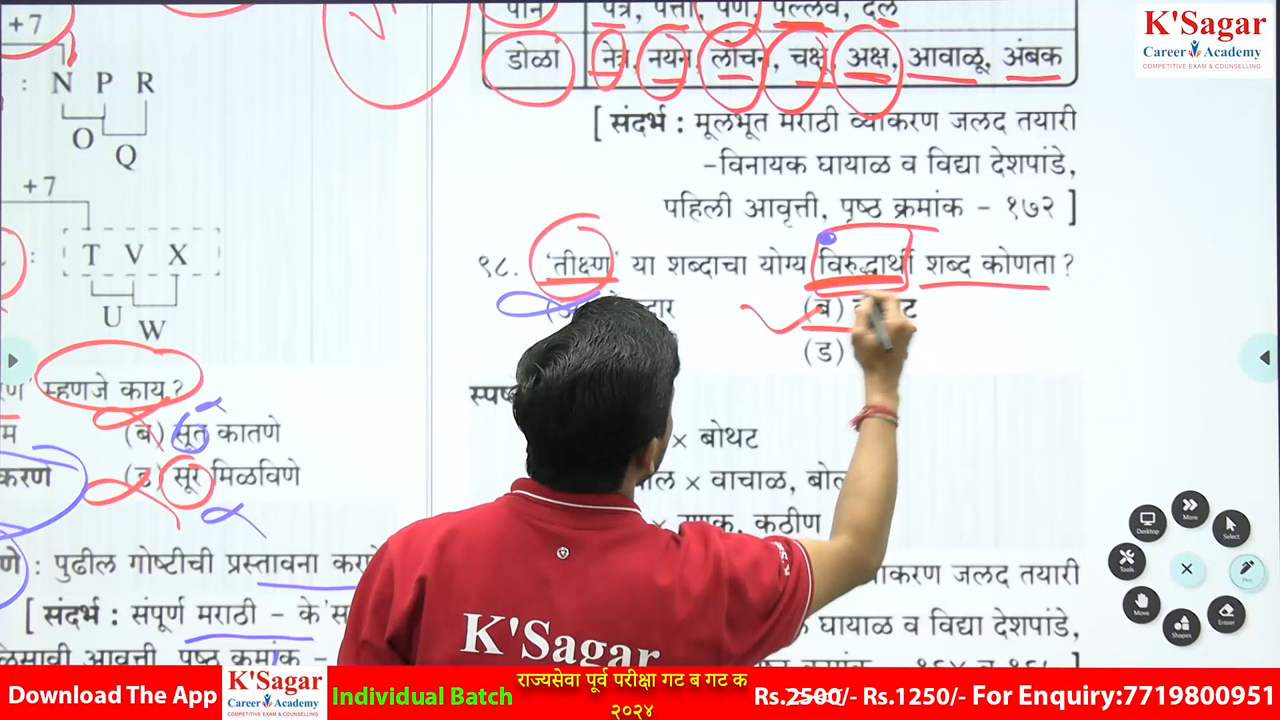 +7
: N P R
O
Q
+7
: T V X
U
W
म्हणजे काय?
(ब) सूत कातणे
करणे
(ड) सूर मिळविणे
पुढील गोष्टीची प्रस्तावना
[ संदर्भ : संपूर्ण मराठी - के'स
पान पत्र, पत्ती, पर्ण, पल्लव, दल
डोळा नेत्र, नयन, लोचन, चक्षू, अक्ष, आवाळू, अंबक
[ संदर्भ : मूलभूत मराठी व्याकरण जलद तयारी
-विनायक घायाळ व विद्या देशपांडे,
पहिली आवृत्ती, पृष्ठ क्रमांक - १७२ ]
९८. 'तीक्ष्ण' या शब्दाचा योग्य विरुद्धार्थी शब्द कोणता ?
(ब)
(ड)
× बोथट
× वाचाळ,
कठीण
जलद तयारी
घायाळ व विद्या देशपांडे,
K'Sagar
Career Academy
COMPETITIVE EXAM & COUNSELLING
Desktop
More
Select
Tools
Pen
Move
Shapes
Eraser
K'Sagar
Download The App
K'Sagar
Career Academy
COMPETITIVE EXAM & COUNSELLING
Individual Batch
राज्यसेवा पूर्व परीक्षा गट ब गट क
२०२४
Rs.2500/- Rs.1250/- For Enquiry:7719800951